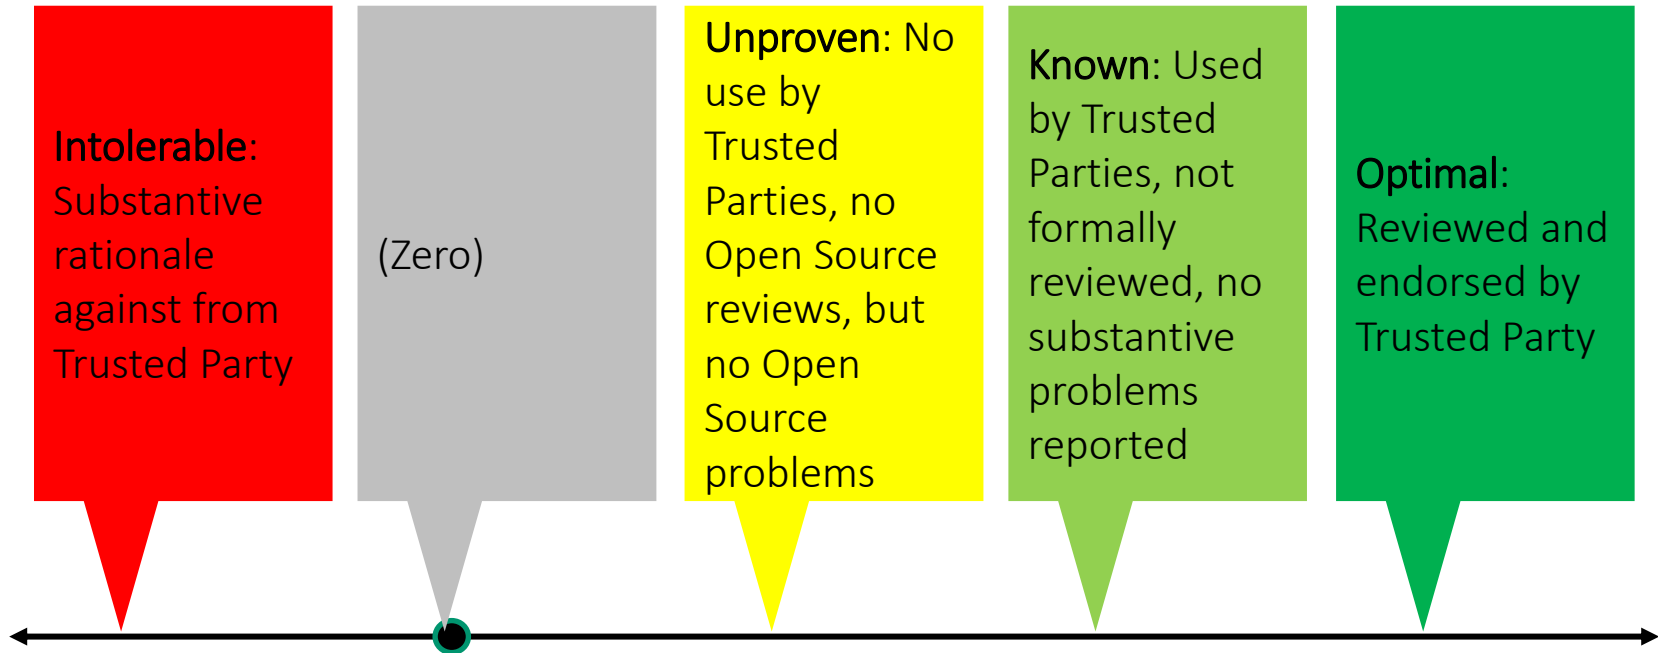 Intolerable:
Substantive
rationale
against from
Trusted Party
(Zero)
Unproven: No
use by
Trusted
Parties, no
Open Source
reviews, but
no Open
Source
problems
Known: Used
by Trusted
Parties, not
formally
reviewed, no
substantive
problems
reported
Optimal:
Reviewed and
endorsed by
Trusted Party